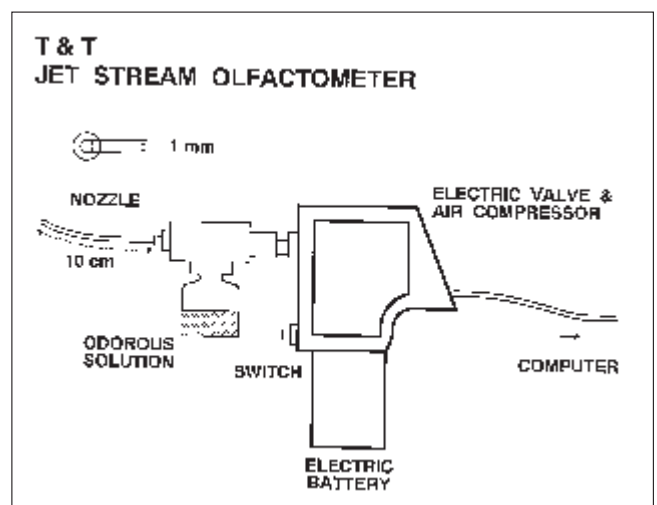 T & T
JET STREAM OLFACTOMETER
1 mm
NOZZLE
10 cm
ELECTRIC VALVE &
AIR COMPRESSOR
ODOROUS
SOLUTION
SWITCH
COMPUTER
ELECTRIC
BATTERY